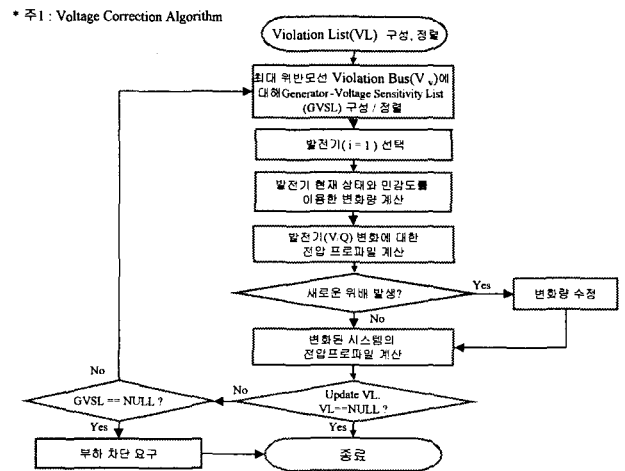 * 주1 : Voltage Correction Algorithm
Violation List(VL) 구성, 정렬
최대 위반모선 Violation Bus(V v)에
대해Generator-Voltage Sensitivity List
(GVSL) 구성 / 정렬
발전기( i = 1 ) 선택
발전기 현재 상태와 민감도를
이용한 변화량 계산
발전기(V.Q) 변화에 대한
전압 프로파일 계산
새로운 위배 발생?
Yes
변화량 수정
No
변화된 시스템의
전압프로파일 계산
No
GVSL == NULL ?
No
Update VL.
VL==NULL ?
Yes
Yes
부하 차단 요구
종료